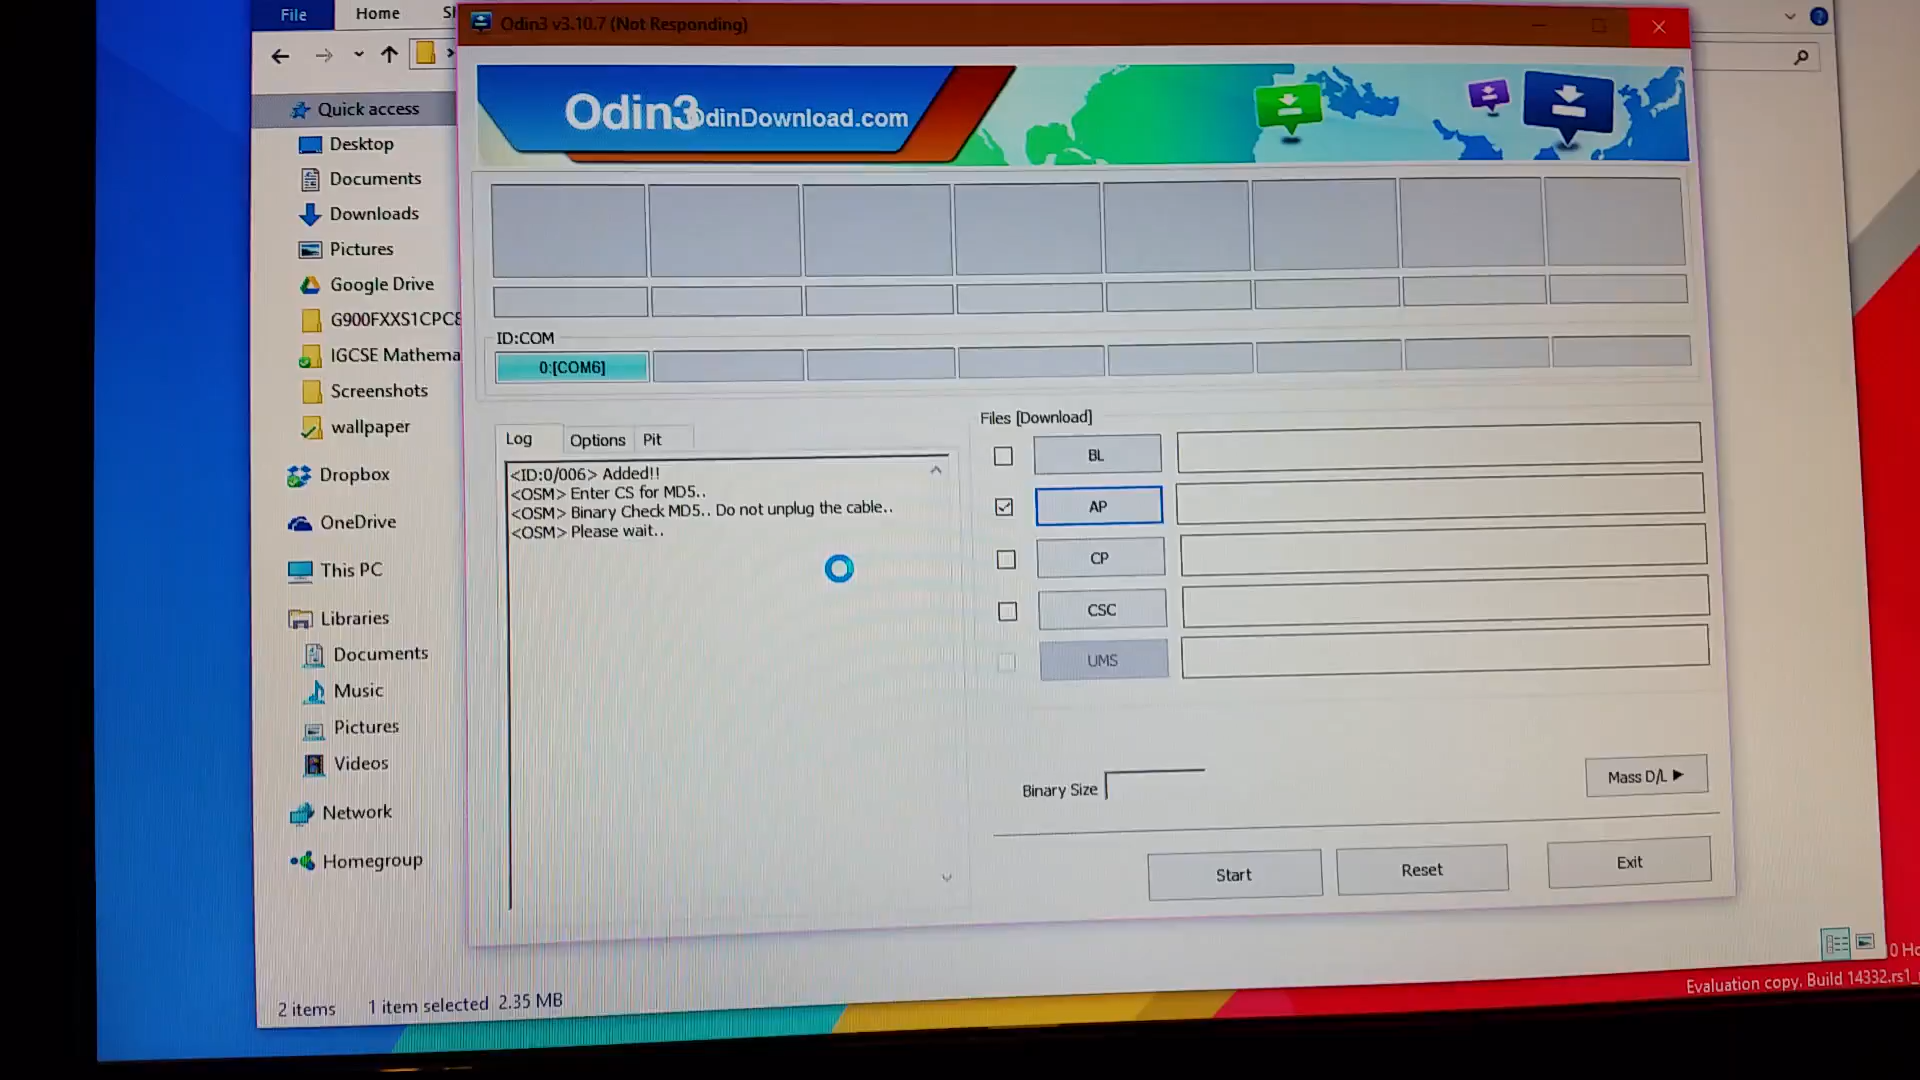 File
Home
Odin3 v3.10.7 (Not Responding)
Odin3
OdinDownload.com
Quick access
Desktop
Documents
Downloads
Pictures
Google Drive
G900FXXS1CPC8
IGCSE Mathema
Screenshots
wallpaper
Dropbox
OneDrive
This PC
Libraries
Documents
Music
Pictures
Videos
Network
Homegroup
ID:COM
0:[COM6]
Log Options Pit
<ID:0/006> Added!!
<OSM> Enter CS for MD5..
<OSM> Binary Check MD5.. Do not unplug the cable..
<OSM> Please wait..
Files [Download]
BL
AP
CP
CSC
UMS
Binary Size
Mass D/L ►
Start Reset Exit
2 items 1 item selected 2.35 MB
Evaluation copy. Build 14332.rs1_